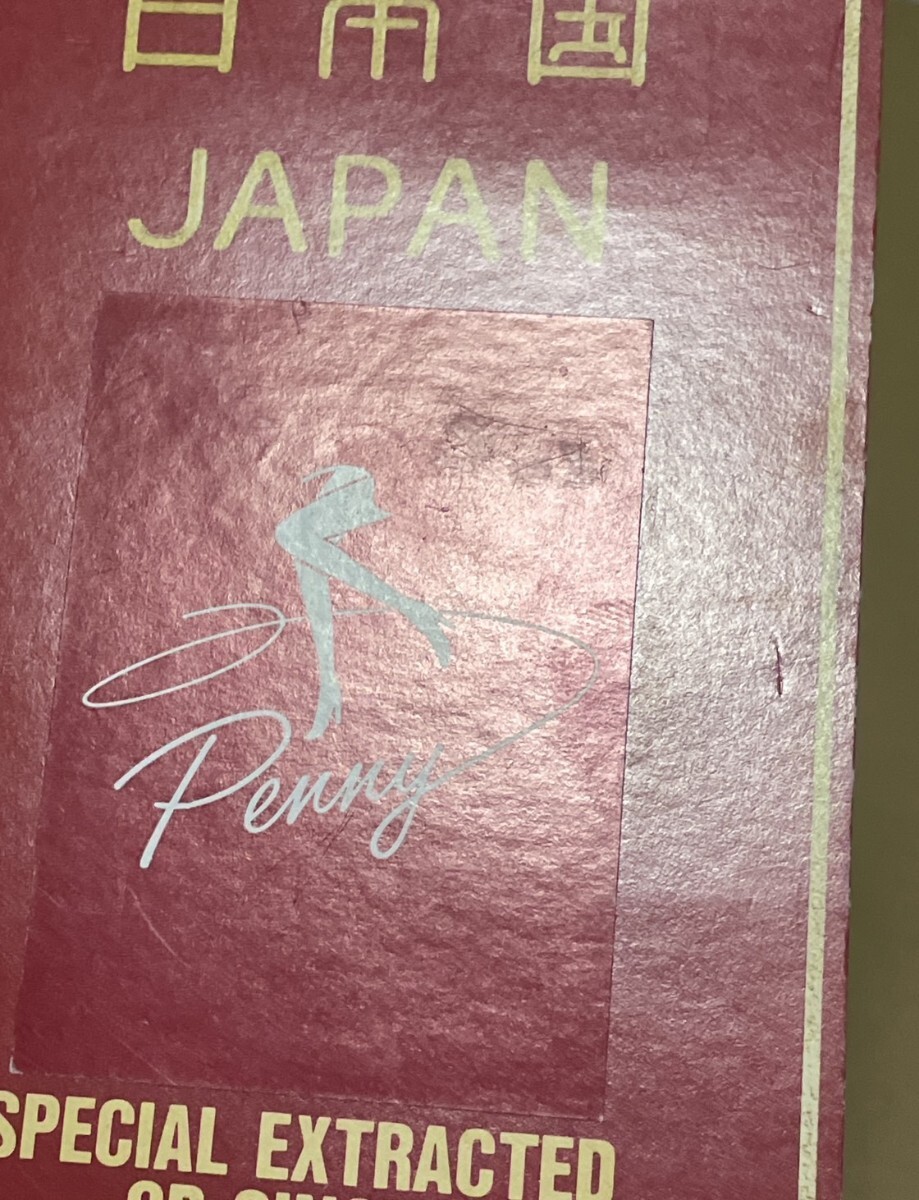 日本国
JAPAN
Penny
SPECIAL EXTRACTED